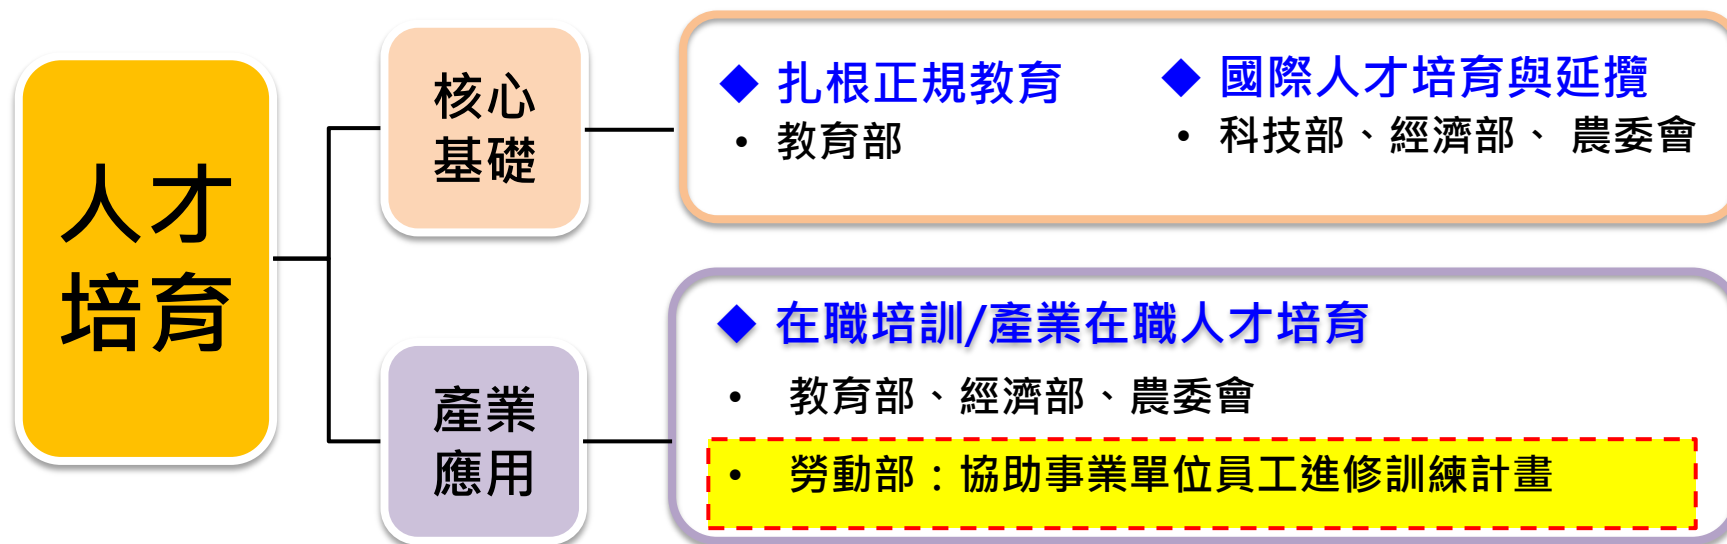 人才
培育
核心
基礎
◆ 扎根正規教育
• 教育部
◆ 國際人才培育與延攬
• 科技部、經濟部、 農委會
產業
應用
◆ 在職培訓/產業在職人才培育
• 教育部、經濟部、農委會
• 勞動部：協助事業單位員工進修訓練計畫